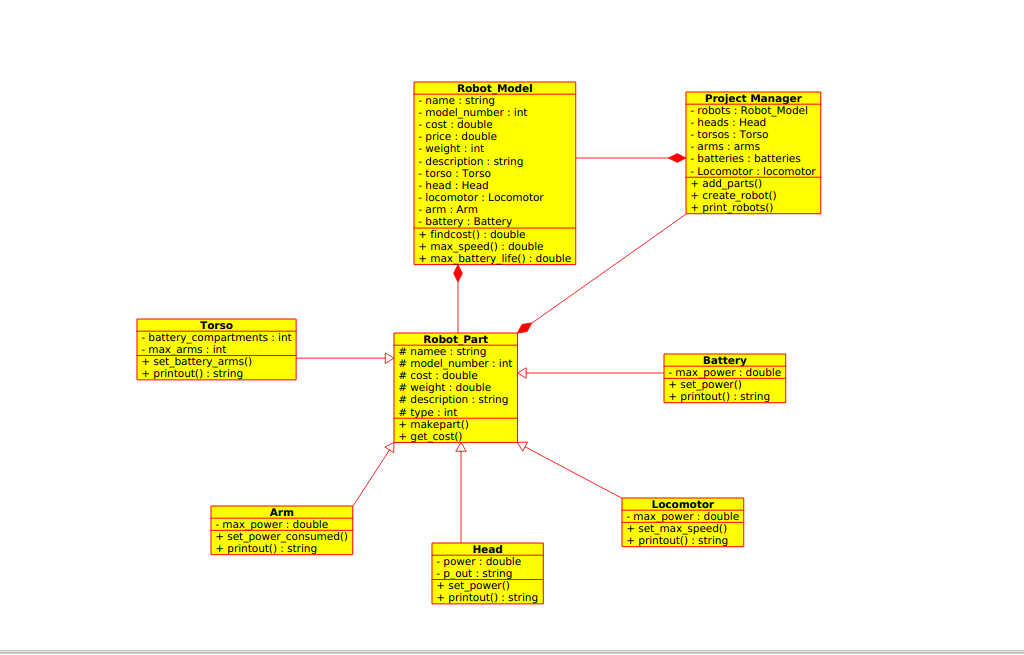 Robot_Model
- name : string
- model_number : int
- cost : double
- price : double
- weight : int
- description : string
- torso : Torso
- head : Head
- locomotor : Locomotor
- arm : Arm
- battery : Battery
+ findcost() : double
+ max_speed() : double
+ max_battery_life() : double
Project Manager
- robots : Robot_Model
- heads : Head
- torsos : Torso
- arms : arms
- batteries : batteries
- Locomotor : locomotor
+ add_parts()
+ create_robot()
+ print_robots()
Torso
- battery_compartments : int
- max_arms : int
+ set_battery_arms()
+ printout() : string
Robot_Part
# namee : string
# model_number : int
# cost : double
# weight : double
# description : string
# type : int
+ makepart()
+ get_cost()
Battery
- max_power : double
+ set_power()
+ printout() : string
Arm
- max_power : double
+ set_power_consumed()
+ printout() : string
Head
- power : double
- p_out : string
+ set_power()
+ printout() : string
Locomotor
- max_power : double
+ set_max_speed()
+ printout() : string